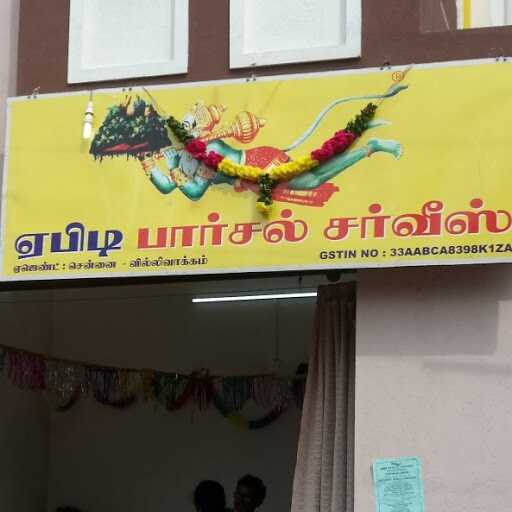 ஏபிடி பார்சல் சர்வீஸ்
ஏஜெண்ட் : சென்னை - வில்லிவாக்கம்
GSTIN NO : 33AABCA8398K1ZA